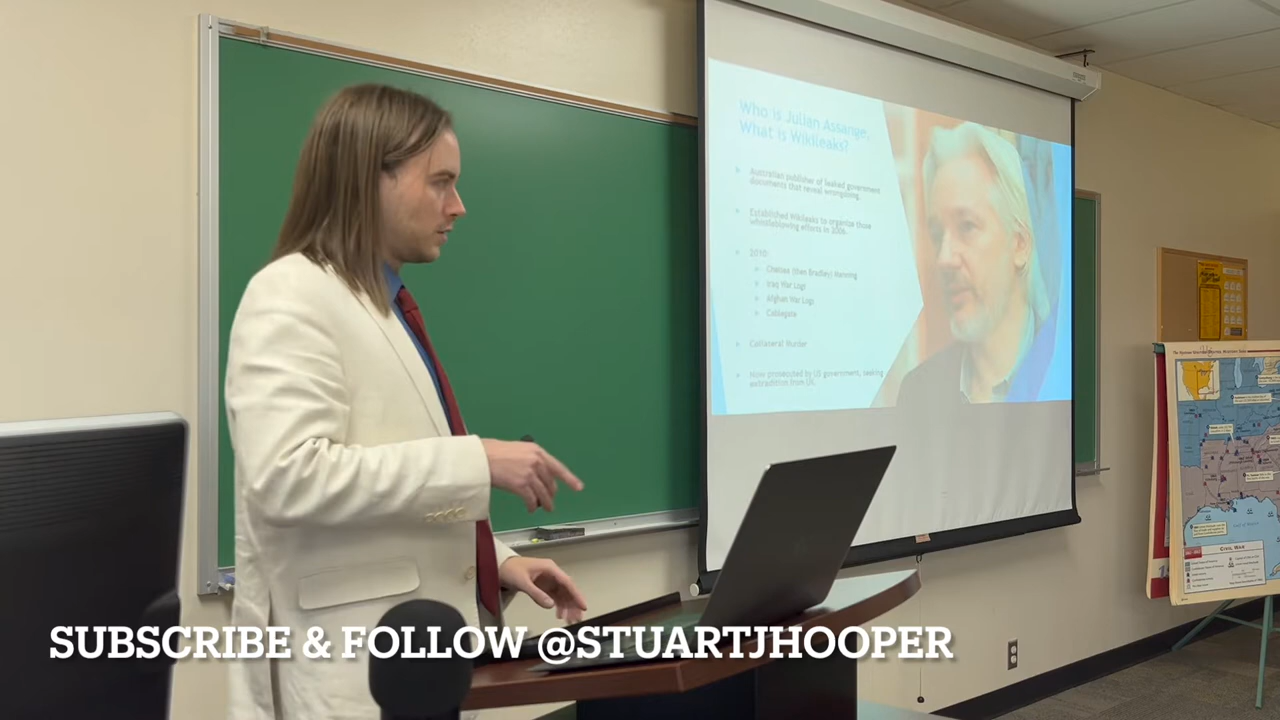 Who is Julian Assange,
What is Wikileaks?
Australian publisher of leaked government
documents that reveal wrongdoing.
Established Wikileaks to organize those
whistleblowing efforts in 2006.
2010:
Chelsea (then Bradley) Manning
Iraq War Logs
Afghan War Logs
Cablegate
Collateral Murder
Now prosecuted by US government, seeking
extradition from UK.
CIVIL WAR
SUBSCRIBE & FOLLOW @STUARTJHOOPER